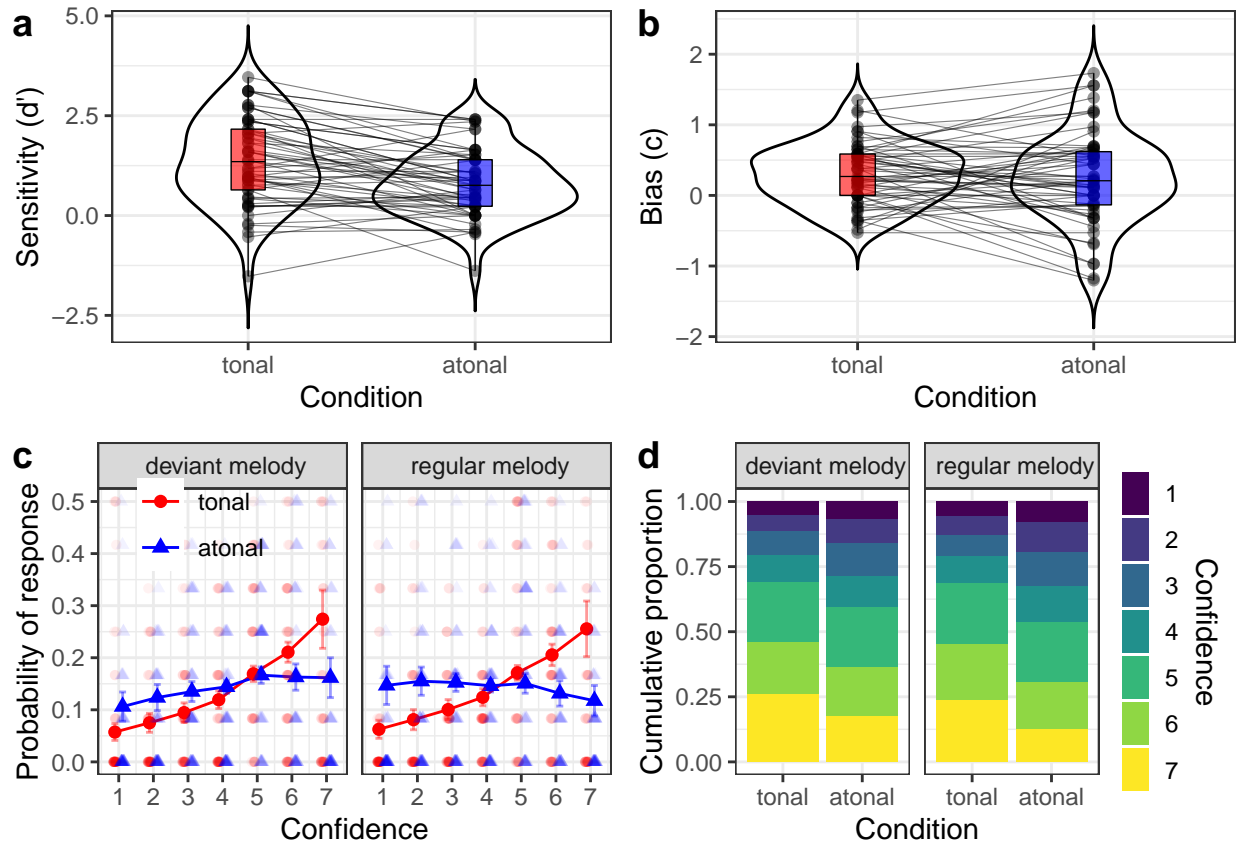 a
Sensitivity (d')
5.0
2.5
0.0
−2.5
tonal
atonal
Condition
b
Bias (c)
2
1
0
−1
−2
tonal
atonal
Condition
c
Probability of response
deviant melody
regular melody
tonal
atonal
0.5
0.4
0.3
0.2
0.1
0.0
1 2 3 4 5 6 7
1 2 3 4 5 6 7
Confidence
d
Cumulative proportion
deviant melody
regular melody
1.00
0.75
0.50
0.25
0.00
tonal atonal
tonal atonal
Condition
Confidence
1
2
3
4
5
6
7